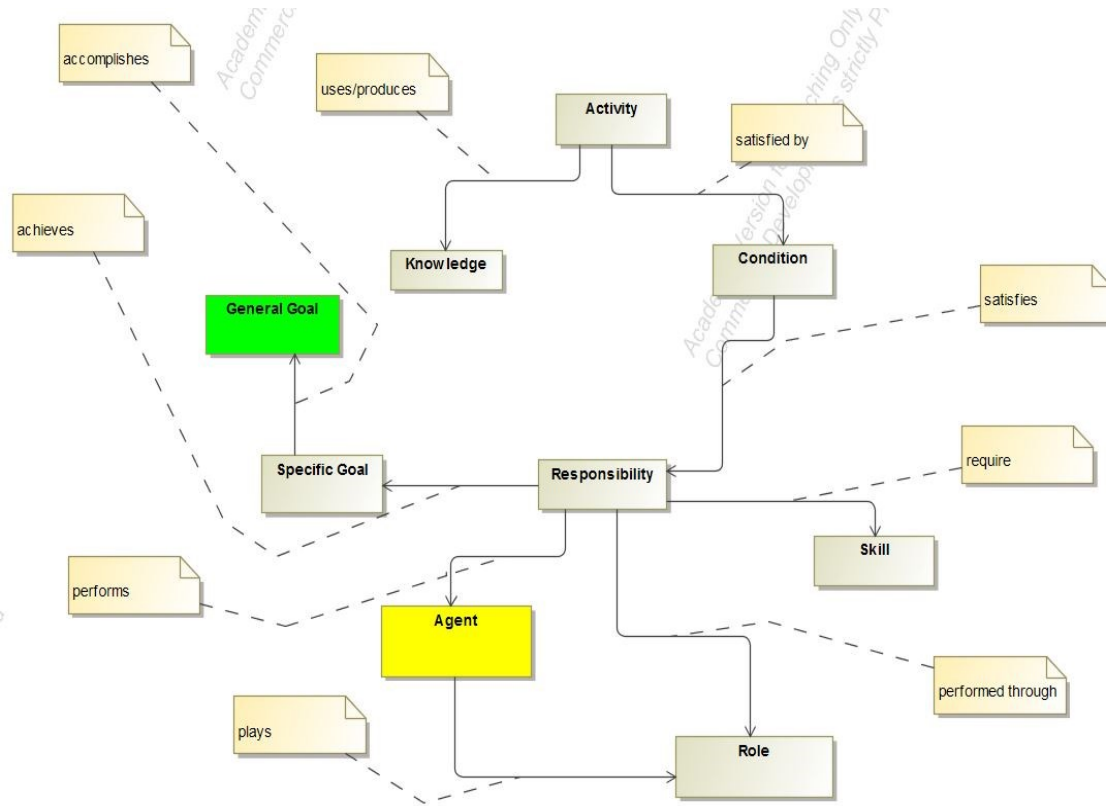 accomplishes
uses/produces
Activity
satisfied by
achieves
Knowledge
Condition
General Goal
satisfies
Specific Goal
Responsibility
require
Skill
performs
Agent
performed through
plays
Role